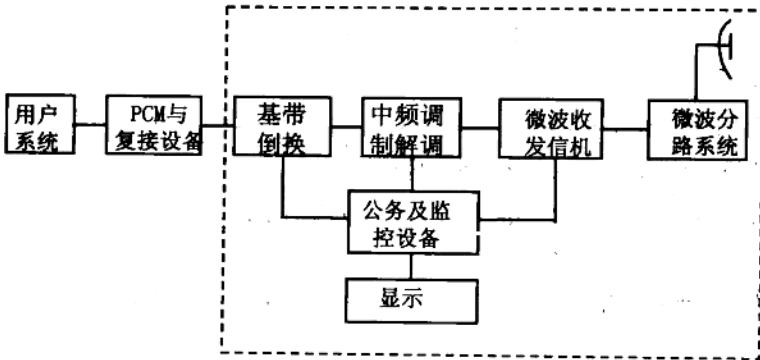 用户
系统
PCM与
复接设备
基带
倒换
中频调
制解调
微波收
发信机
微波分
路系统
公务及监
控设备
显示